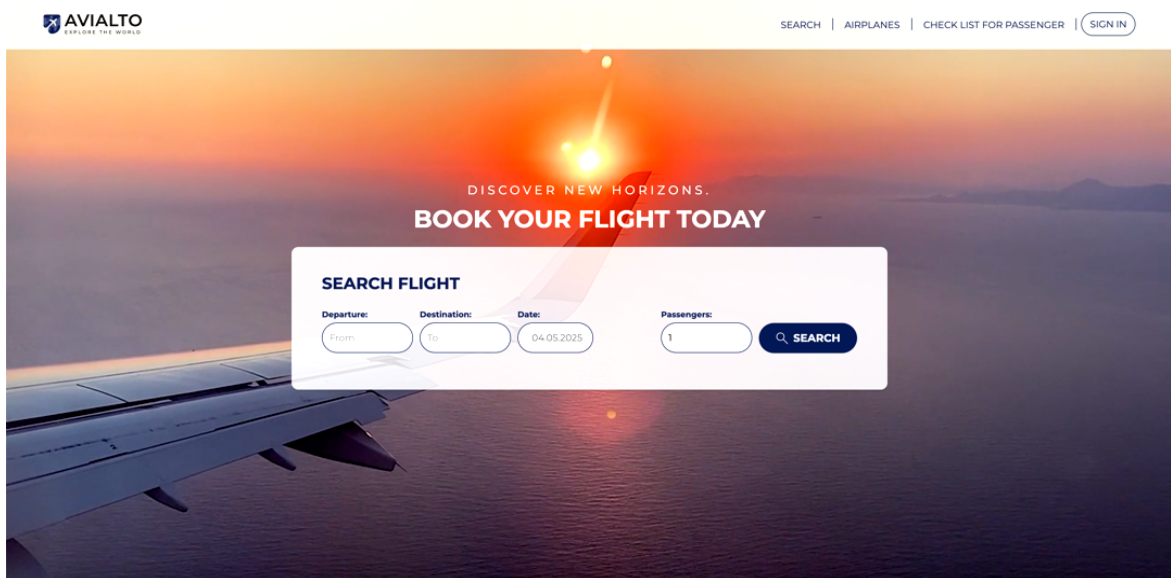 AVIALTO
EXPLORE THE WORLD
SEARCH | AIRPLANES | CHECK LIST FOR PASSENGER | SIGN IN
DISCOVER NEW HORIZONS.
BOOK YOUR FLIGHT TODAY
SEARCH FLIGHT
Departure: Destination: Date: Passengers:
From To 04.05.2025 1 SEARCH